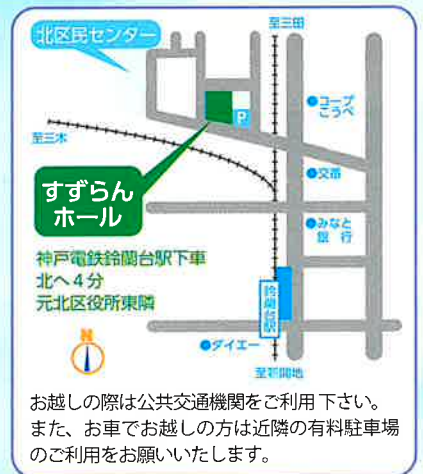 至三田
北区民センター
コープ
こうべ
P
至三木
交番
すずらん
ホール
みなと
銀行
神戸電鉄鈴蘭台駅下車
北へ4分
元北区役所東隣
鈴蘭台駅
N
ダイエー
至新開地
お越しの際は公共交通機関をご利用下さい。
また、お車でお越しの方は近隣の有料駐車場
のご利用をお願いいたします。